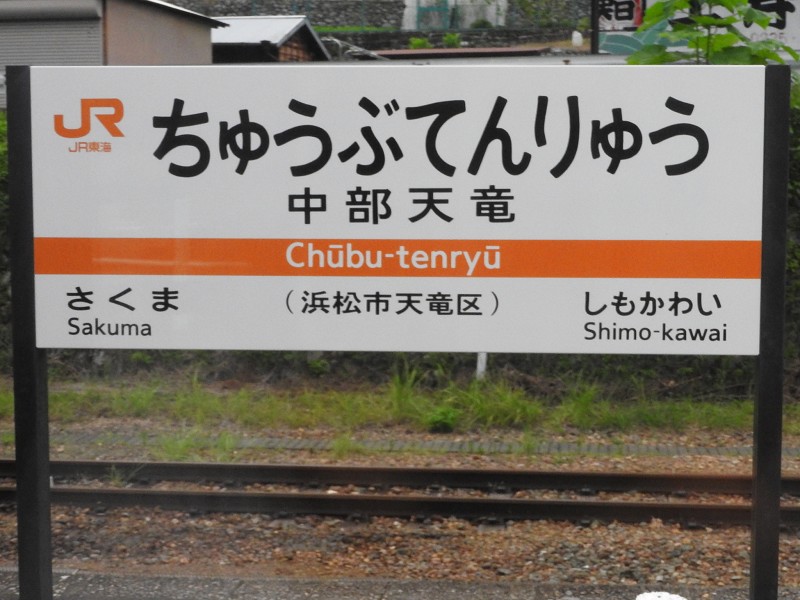 JR
JR東海
ちゅうぶてんりゅう
中部天竜
Chūbu-tenryū
さくま
Sakuma
（浜松市天竜区）
しもかわい
Shimo-kawai